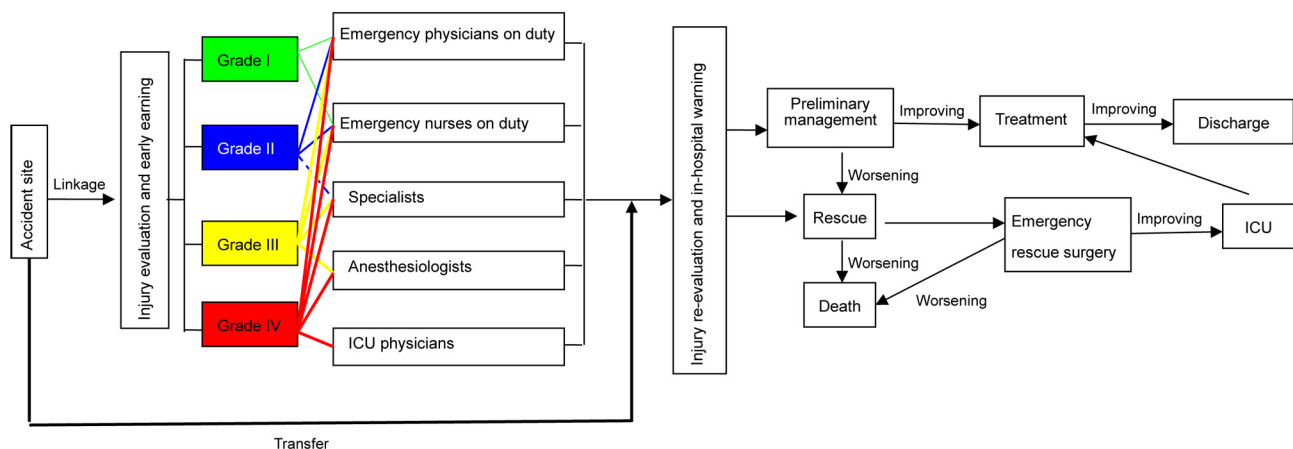 Accident site
Linkage
Injury evaluation and early earning
Grade I
Grade II
Grade III
Grade IV
Emergency physicians on duty
Emergency nurses on duty
Specialists
Anesthesiologists
ICU physicians
Transfer
Injury re-evaluation and in-hospital warning
Preliminary
management
Improving
Treatment
Improving
Discharge
Worsening
Rescue
Emergency
rescue surgery
Improving
ICU
Worsening
Death
Worsening